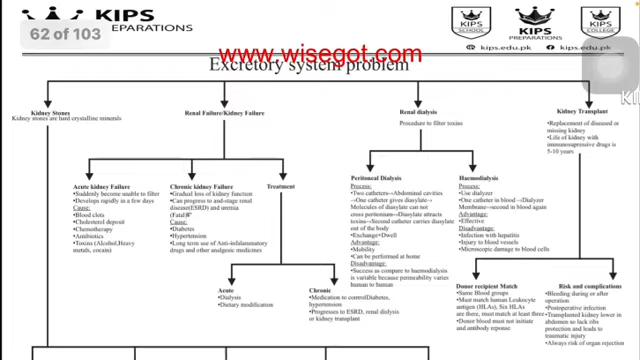 KIPS
PREPARATIONS
62 of 103
KIPS
SCHOOL
KIPS
PREPARATIONS
KIPS
COLLEGE
kips.edu.pk
kips.edu.pk
www.wisegot.com
Excretory system problem
Kidney Stones
Kidney stones are hard crystalline minerals
Renal Failure/Kidney Failure
Renal dialysis
Procedure to filter toxins
Kidney Transplant
•Replacement of diseased or
missing kidney
•Life of kidney with
immunosupressive drugs is
5-10 years
Acute kidney Failure
•Suddenly become unable to filter
•Develops rapidly in a few days
Cause:
•Blood clots
•Cholesterol deposit
•Chemotherapy
•Antibiotics
•Toxins (Alcohol,Heavy
metals, cocain)
Chronic kidney Failure
•Gradual loss of kidney function
•Can progress to and-stage renal
disease(ESRD) and uremia
(Fatal)
Cause:
•Diabetes
•Hypertension
•Long term use of Anti-infalammatory
drugs and other analgesic medicines
Treatment
Acute
•Dialysis
•Dietary modification
Chronic
•Medication to controlDiabetes,
hypertension
•Progresses to ESRD, renal dislysis
or kidney transplant
Peritoneal Dialysis
Process:
•Two catheters→Abdominal cavities
→One catheter gives diasylate→
Molecules of diasylate can not
cross peritonium→Diasylate attracts
toxins→Second catheter collects dialysate
out of the body
•Exchange+Dwell
Advantage:
•Mobility
•Can be performed at home
Disadvantage:
•Success as compare to haemodialysis
is variable because permeability varies
human to human
Haemodialysis
Process:
•Use dialyzer
•One catheter in blood→Dialyzer
Membrane→second in blood again
Advantage:
•Effective
Disadvantage:
•Infection with hepatitis
•Injury to blood vessels
•Microscopic damage to blood cells
Donor recipient Match
•Same Blood groups
•Must match human Leukocyte
antigen (HLAs), Six HLAs
are there, must match at least three
•Donor blood must not initiate
and antibody reponse
Risk and complications
•Bleeding during or after
operation
•Postoperative infection
•Transplanted kidney lower in
abdomen so lack ribs
protection and leads to
traumatic injury
•Always risk of organ rejection